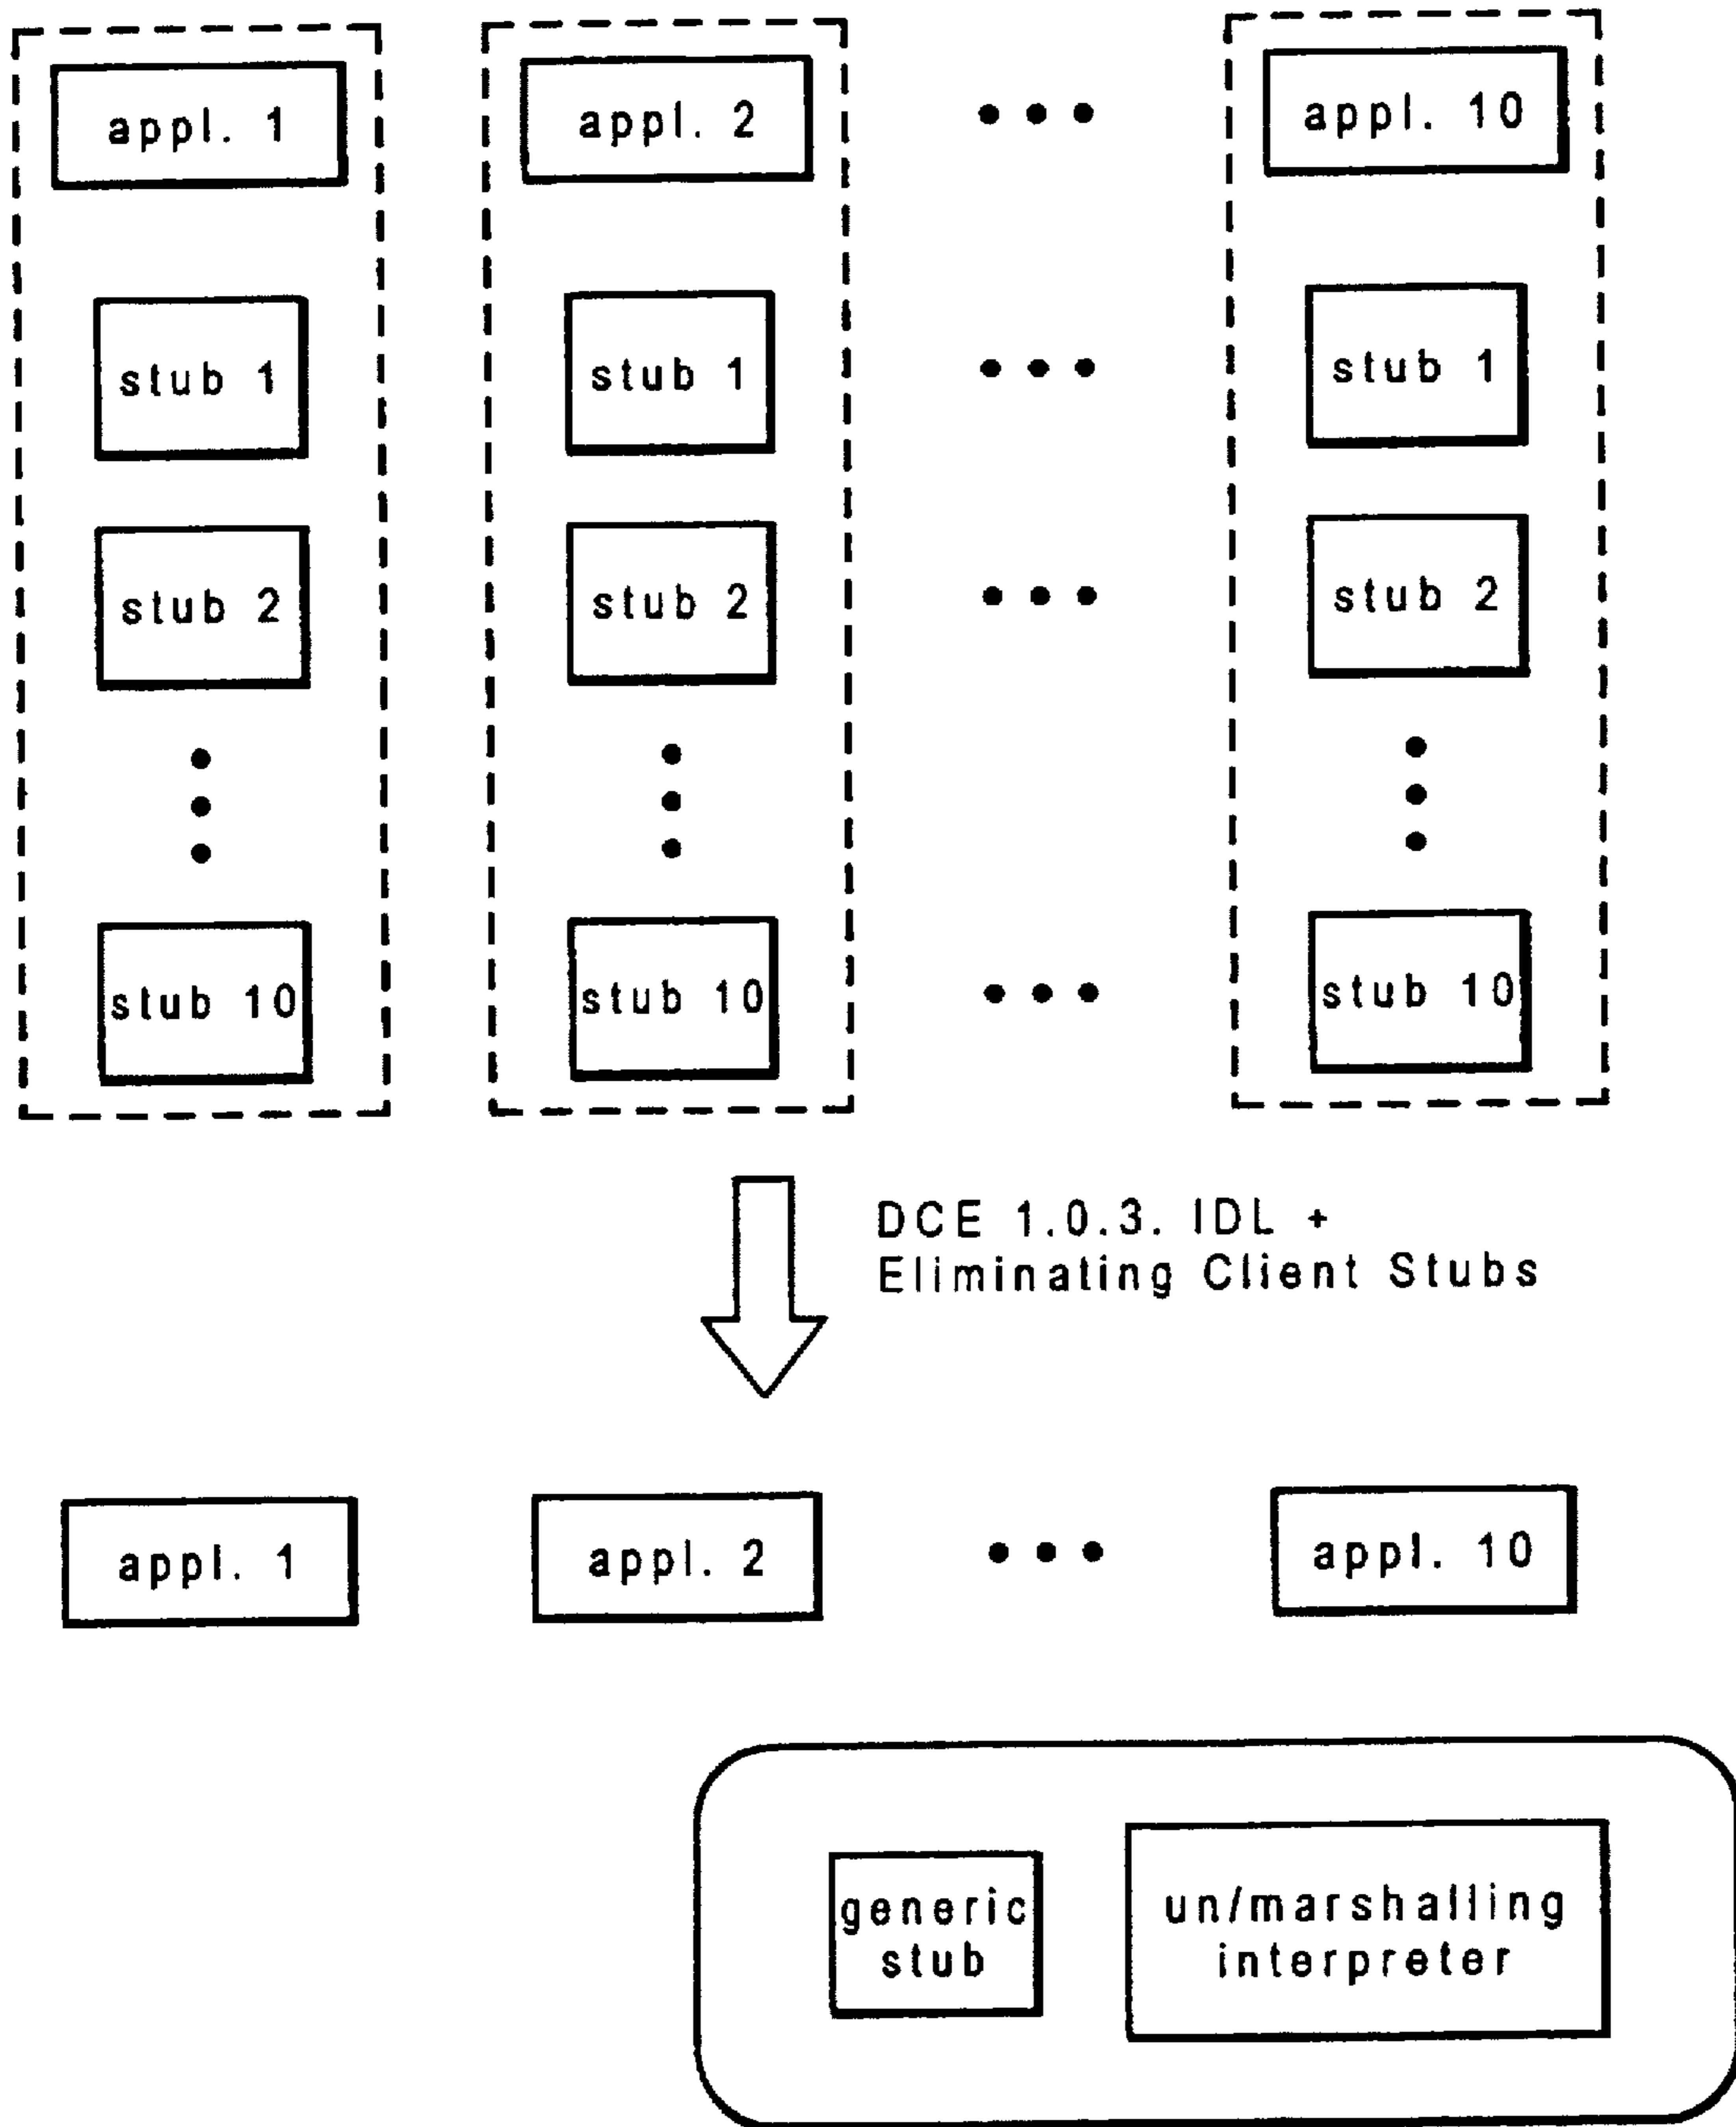 appl. 1
appl. 2
appl. 10
stub 1
stub 1
stub 1
stub 2
stub 2
stub 2
stub 10
stub 10
stub 10
DCE 1.0.3. IDL +
Eliminating Client Stubs
appl. 1
appl. 2
appl. 10
generic
stub
un/marshalling
interpreter